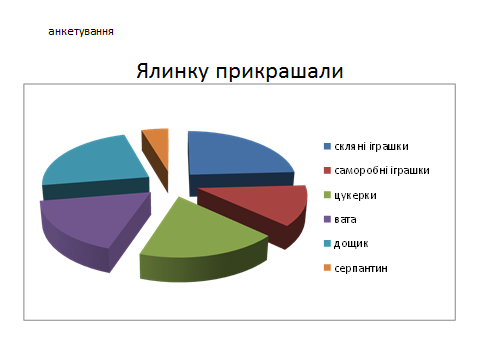 анкетування
Ялинку прикрашали
скляні іграшки
саморобні іграшки
цукерки
вата
дощик
серпантин